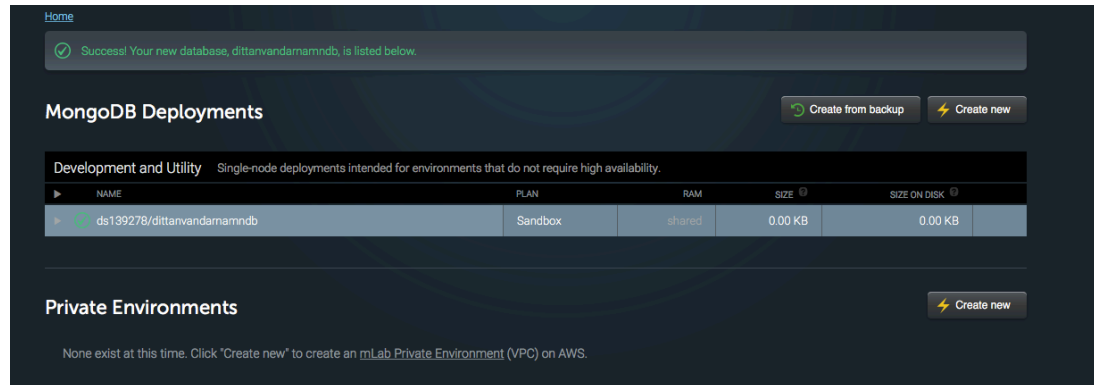 Home
Success! Your new database, dittanvandarnamndb, is listed below.
MongoDB Deployments
Create from backup
Create new
Development and Utility Single-node deployments intended for environments that do not require high availability.
NAME PLAN RAM SIZE ? SIZE ON DISK ?
ds139278/dittanvandarnamndb Sandbox shared 0.00 KB 0.00 KB
Private Environments
Create new
None exist at this time. Click "Create new" to create an mLab Private Environment (VPC) on AWS.